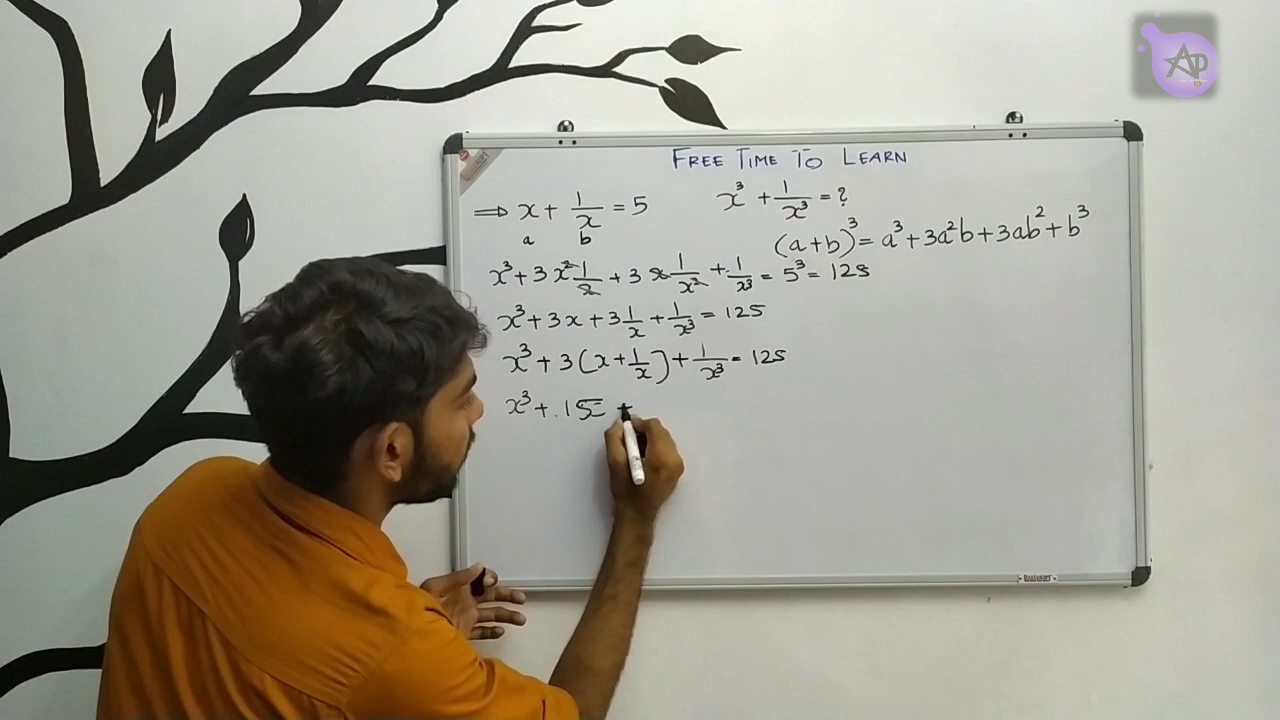 FREE TIME TO LEARN
⇒ x + 1/x = 5    x³ + 1/x³ = ?
a    b
(a+b)³ = a³ + 3a²b + 3ab² + b³
x³ + 3x² 1/x + 3x 1/x² + 1/x³ = 5³ = 125
x³ + 3x + 3 1/x + 1/x³ = 125
x³ + 3(x + 1/x) + 1/x³ = 125
x³ + 15 +
AP